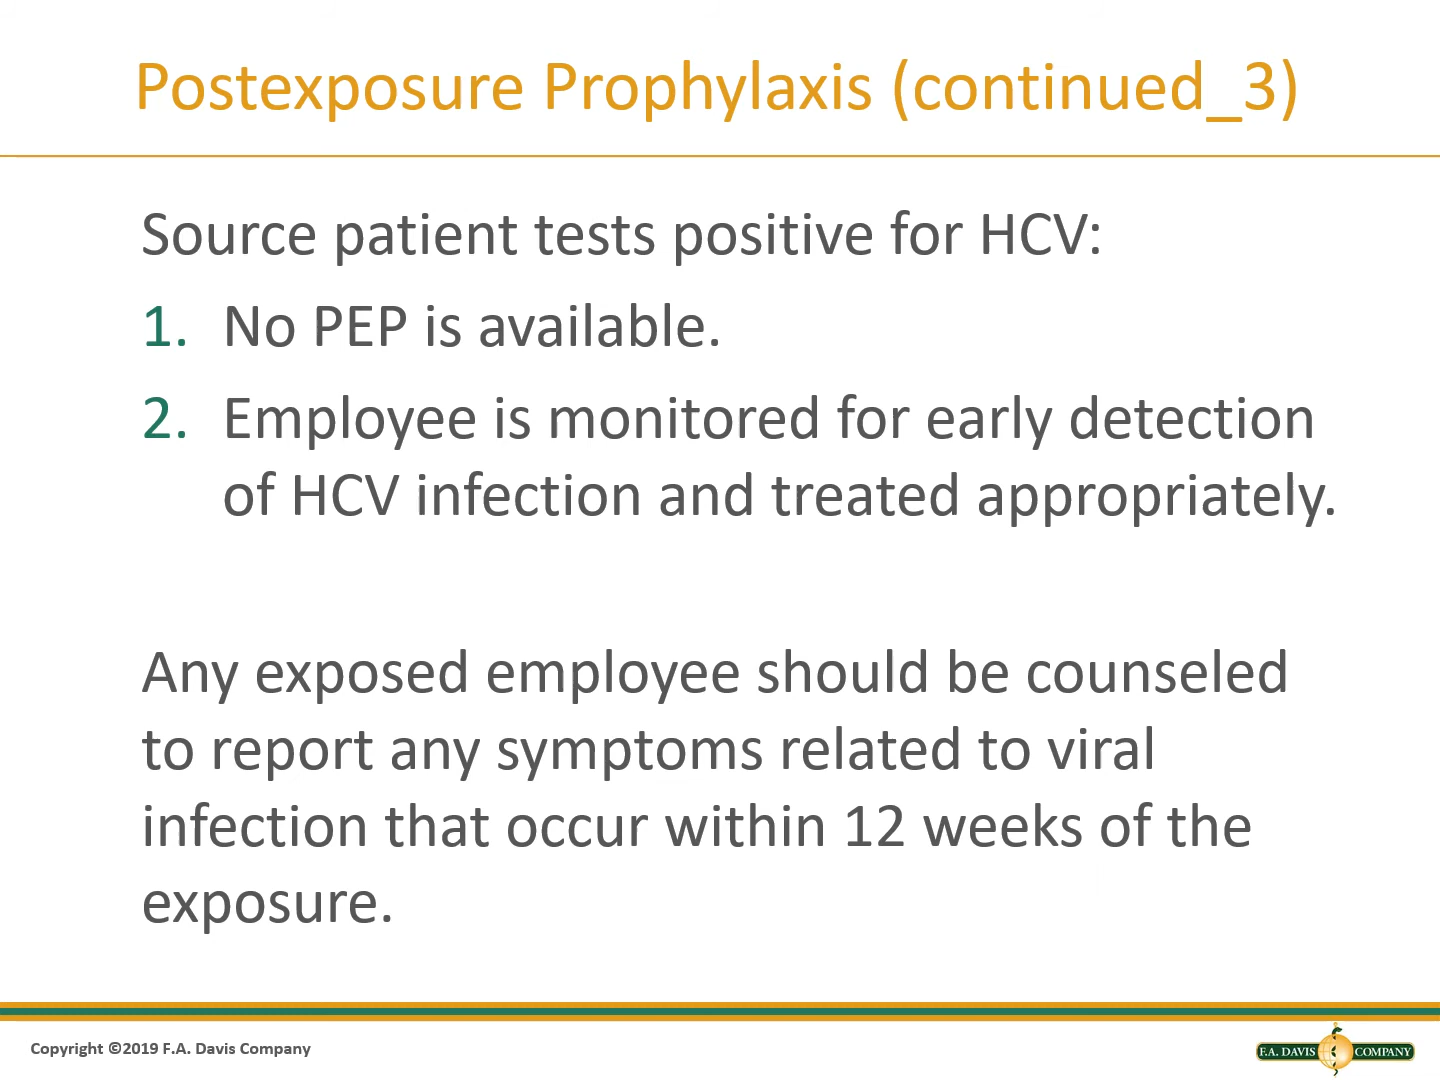 Postexposure Prophylaxis (continued_3)
Source patient tests positive for HCV:
1. No PEP is available.
2. Employee is monitored for early detection
of HCV infection and treated appropriately.
Any exposed employee should be counseled
to report any symptoms related to viral
infection that occur within 12 weeks of the
exposure.
Copyright ©2019 F.A. Davis Company
F.A. DAVIS COMPANY